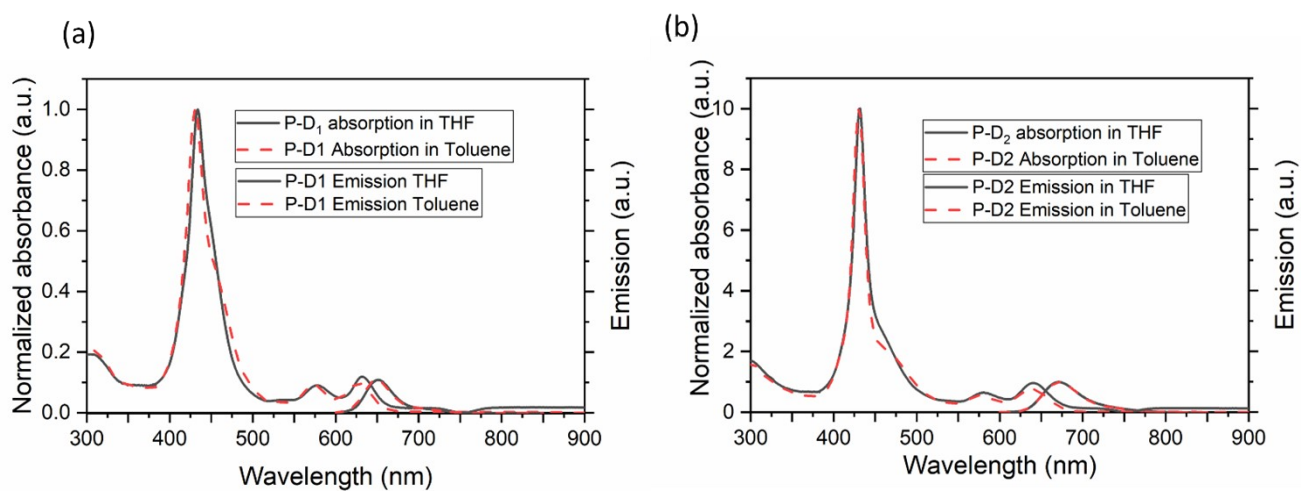 (a)
Normalized absorbance (a.u.)
1.0
0.8
0.6
0.4
0.2
0.0
P-D₁ absorption in THF
P-D1 Absorption in Toluene
P-D1 Emission THF
P-D1 Emission Toluene
Emission (a.u.)
300 400 500 600 700 800 900
Wavelength (nm)
(b)
Normalized absorbance (a.u.)
10
8
6
4
2
0
P-D₂ absorption in THF
P-D2 Absorption in Toluene
P-D2 Emission in THF
P-D2 Emission in Toluene
Emission (a.u.)
300 400 500 600 700 800 900
Wavelength (nm)